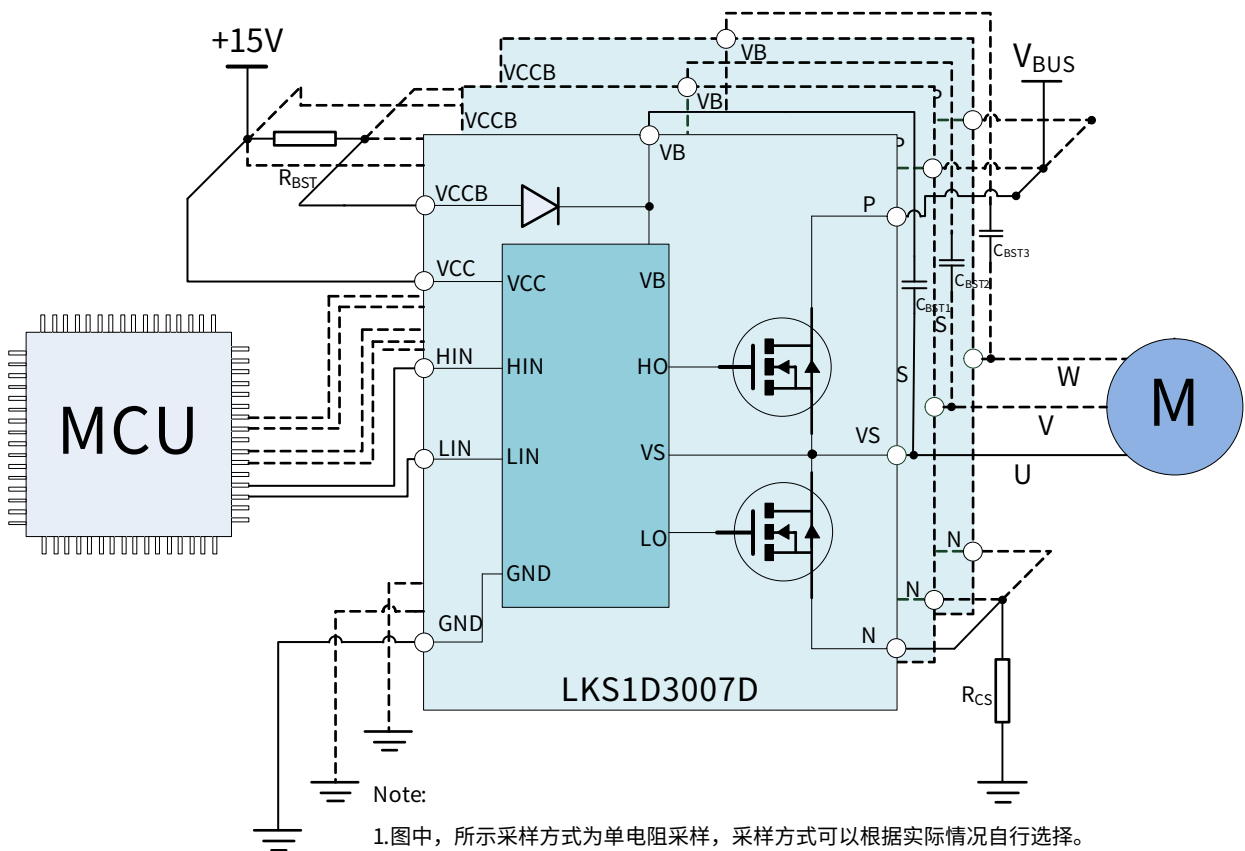 +15V
VCCB
VB
VBUS
VCCB
VB
P
VB
P
RBST
VCCB
P
VCC
VCC
VB
CBST3
CBST2
CBST1
S
MCU
HIN
HIN
HO
S
W
M
V
LIN
LIN
VS
VS
U
LO
N
GND
N
GND
N
LKS1D3007D
RCS
Note:
1.图中，所示采样方式为单电阻采样，采样方式可以根据实际情况自行选择。